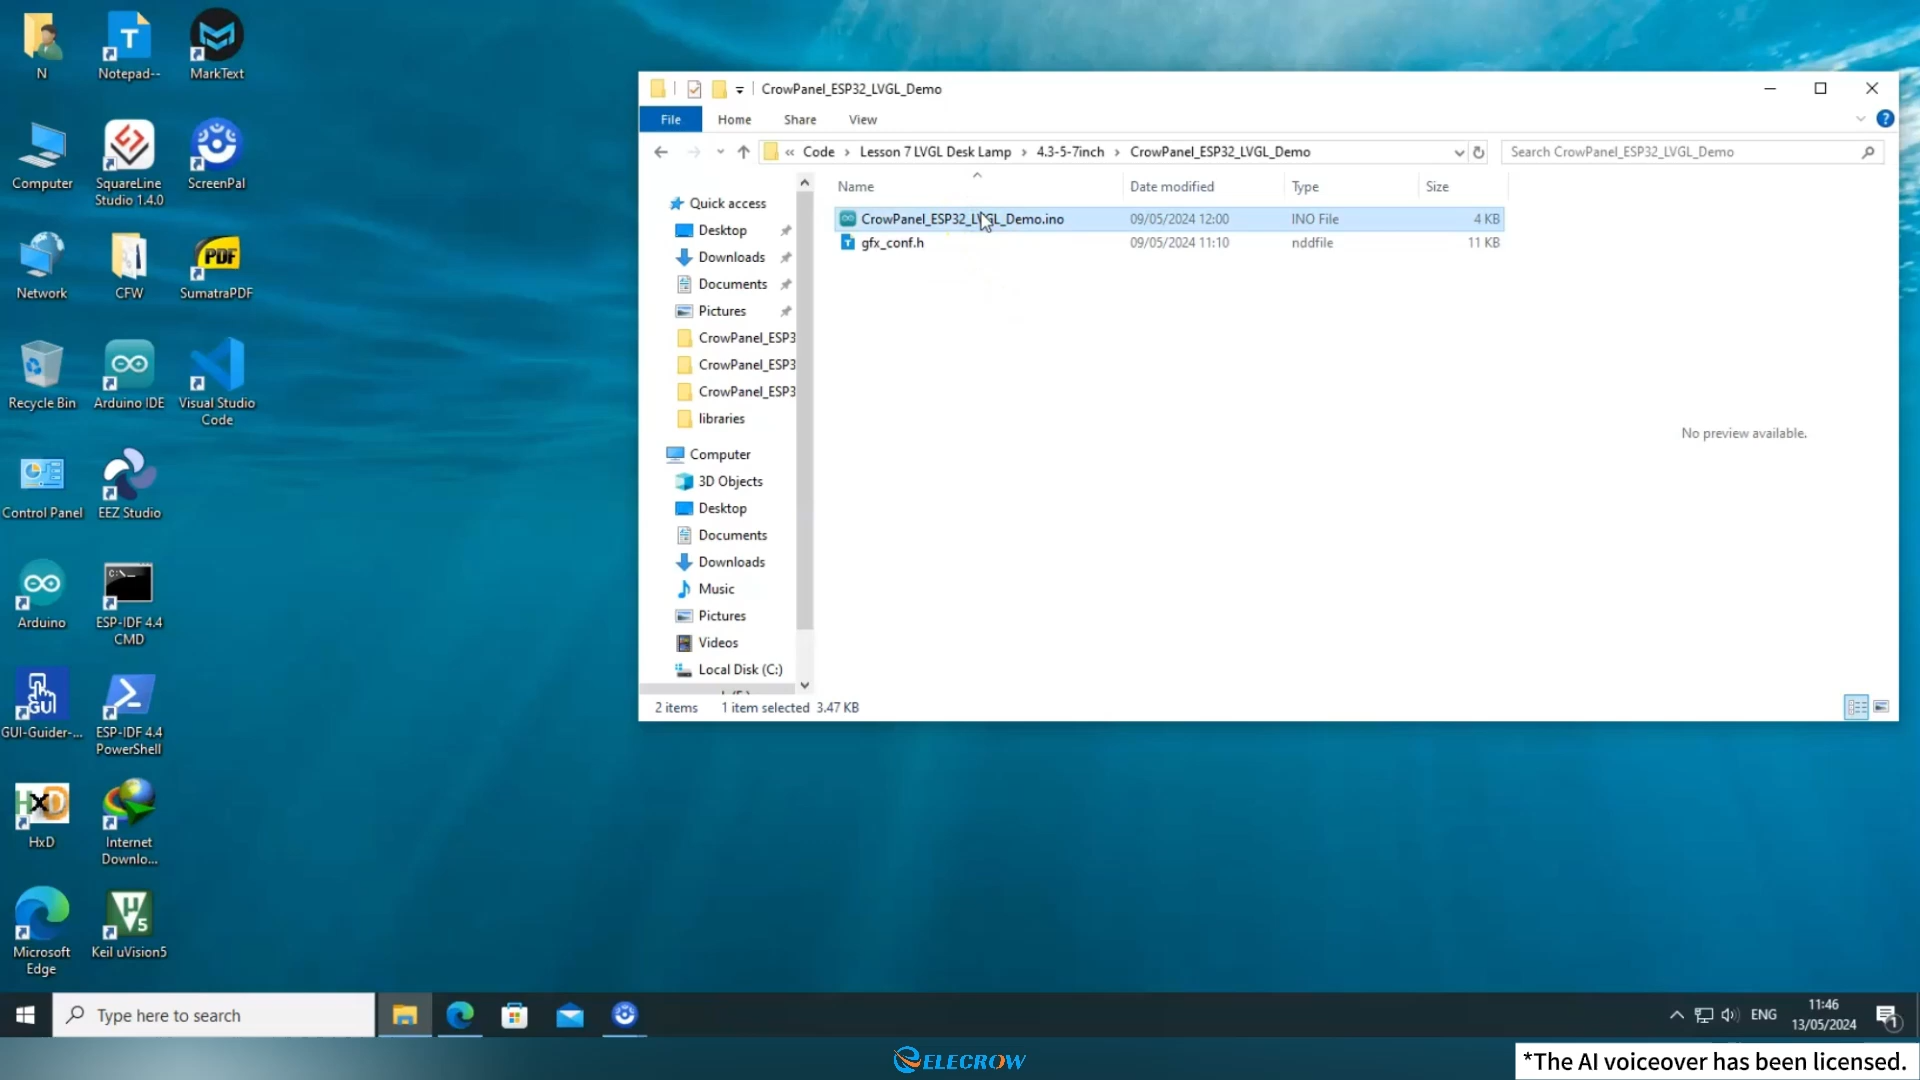 N
Notepad--
MarkText
Computer
SquareLine
Studio 1.4.0
ScreenPal
Network
CFW
PDF
SumatraPDF
Recycle Bin
Arduino IDE
Visual Studio
Code
Control Panel
EEZ Studio
Arduino
ESP-IDF 4.4
CMD
GUI
GUI-Guider-...
ESP-IDF 4.4
PowerShell
HxD
HxD
Internet
Downlo...
Microsoft
Edge
Keil uVision5
CrowPanel_ESP32_LVGL_Demo
File Home Share View
« Code › Lesson 7 LVGL Desk Lamp › 4.3-5-7inch › CrowPanel_ESP32_LVGL_Demo
Search CrowPanel_ESP32_LVGL_Demo
Name Date modified Type Size
CrowPanel_ESP32_LVGL_Demo.ino 09/05/2024 12:00 INO File 4 KB
gfx_conf.h 09/05/2024 11:10 nddfile 11 KB
Quick access
Desktop
Downloads
Documents
Pictures
CrowPanel_ESP3
CrowPanel_ESP3
CrowPanel_ESP3
libraries
Computer
3D Objects
Desktop
Documents
Downloads
Music
Pictures
Videos
Local Disk (C:)
No preview available.
2 items 1 item selected 3.47 KB
Type here to search
ENG
11:46
13/05/2024
1
ELECROW
*The AI voiceover has been licensed.